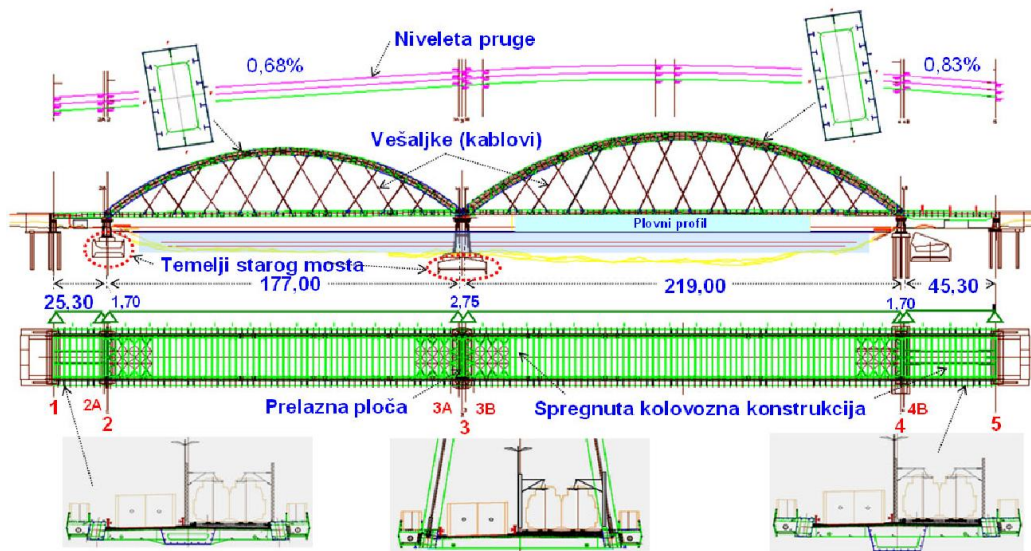 Niveleta pruge
0,68%
0,83%
Vešaljke (kablovi)
Plovni profil
Temelji starog mosta
177,00
219,00
25,30
1,70
2,75
1,70
45,30
Prelazna ploča
Spregnuta kolovozna konstrukcija
1
2A
2
3A
3B
3
4
4B
5